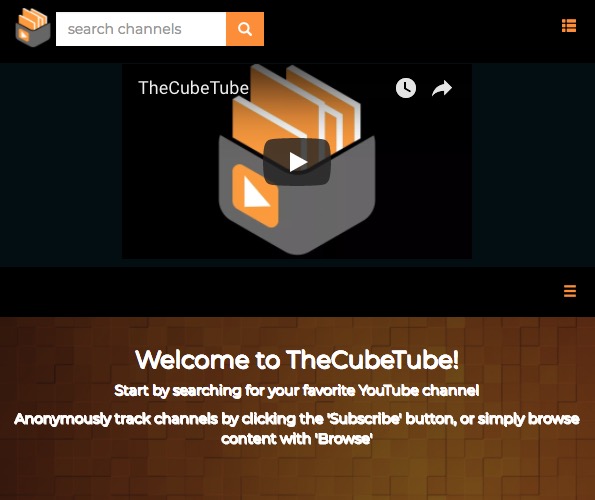 search channels
TheCubeTube
Welcome to TheCubeTube!
Start by searching for your favorite YouTube channel
Anonymously track channels by clicking the 'Subscribe' button, or simply browse
content with 'Browse'